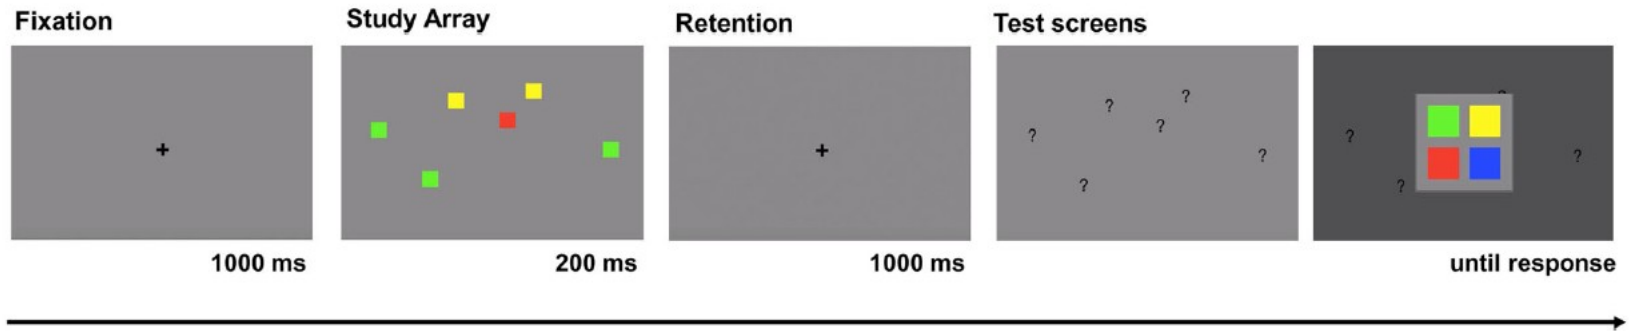 Fixation
Study Array
Retention
Test screens
+
+
?
?
?
?
?
?
?
?
?
?
?
1000 ms
200 ms
1000 ms
until response